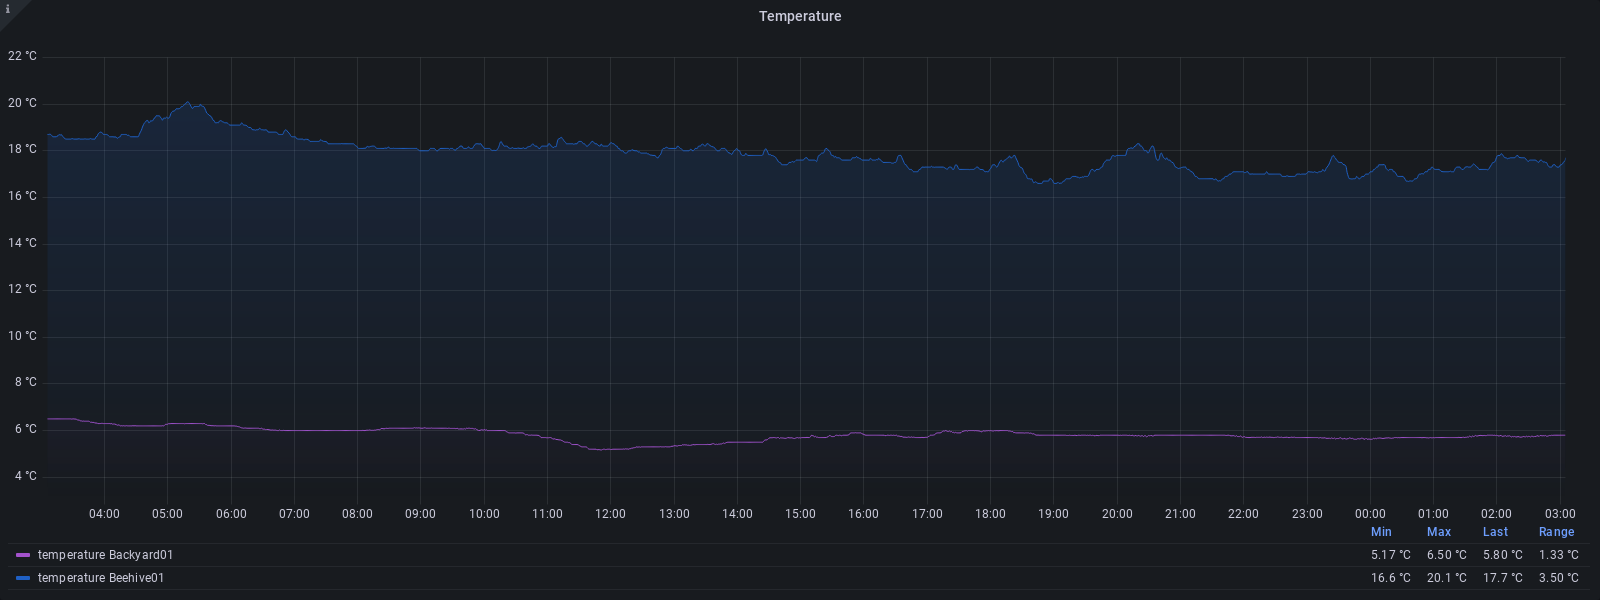 i
Temperature
22 °C
20 °C
18 °C
16 °C
14 °C
12 °C
10 °C
8 °C
6 °C
4 °C
04:00 05:00 06:00 07:00 08:00 09:00 10:00 11:00 12:00 13:00 14:00 15:00 16:00 17:00 18:00 19:00 20:00 21:00 22:00 23:00 00:00 01:00 02:00 03:00
Min Max Last Range
temperature Backyard01 5.17 °C 6.50 °C 5.80 °C 1.33 °C
temperature Beehive01 16.6 °C 20.1 °C 17.7 °C 3.50 °C